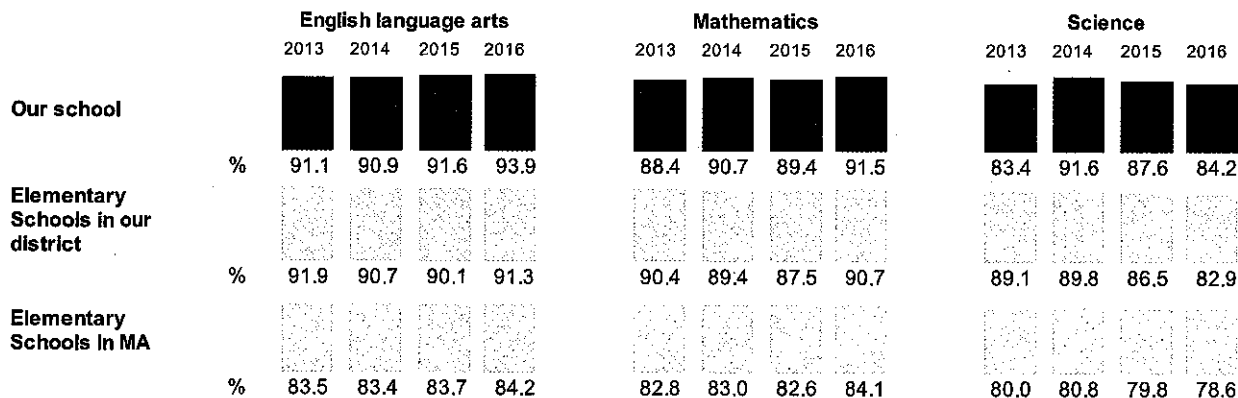 English language arts Mathematics Science
2013 2014 2015 2016 2013 2014 2015 2016 2013 2014 2015 2016
Our school
% 91.1 90.9 91.6 93.9 88.4 90.7 89.4 91.5 83.4 91.6 87.6 84.2
Elementary
Schools in our
district
% 91.9 90.7 90.1 91.3 90.4 89.4 87.5 90.7 89.1 89.8 86.5 82.9
Elementary
Schools in MA
% 83.5 83.4 83.7 84.2 82.8 83.0 82.6 84.1 80.0 80.8 79.8 78.6